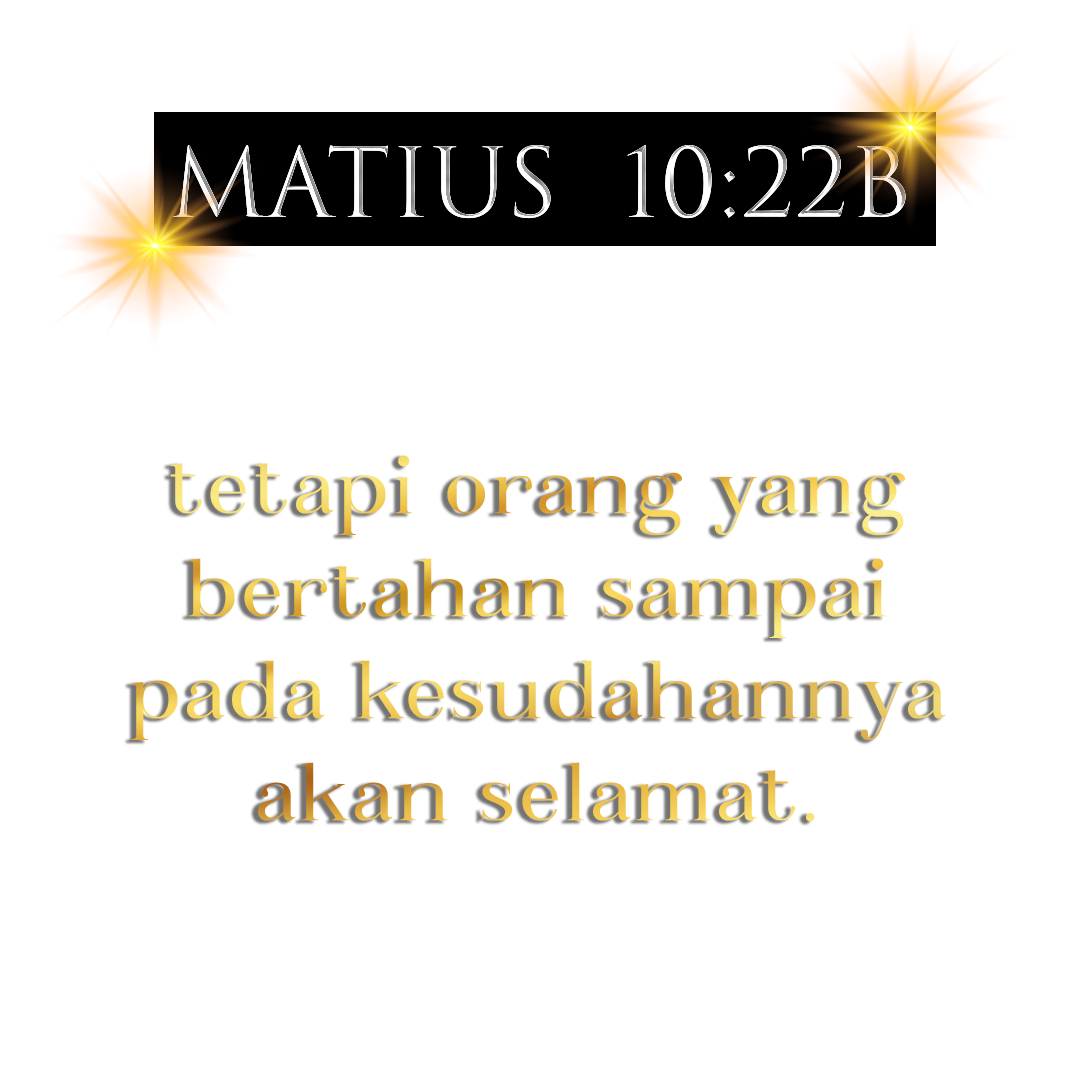 MATIUS 10:22B
tetapi orang yang
bertahan sampai
pada kesudahannya
akan selamat.